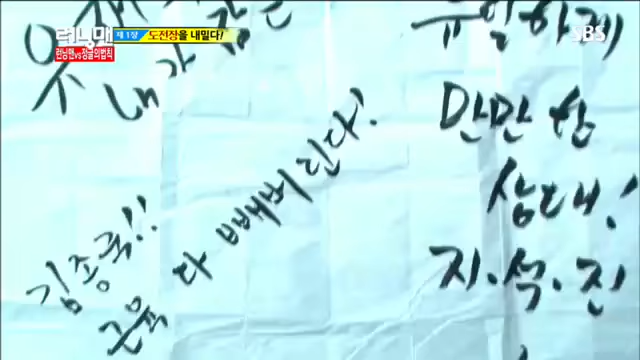 런닝맨 제 1장 도전장을 내밀다!
런닝맨vs정글의법칙
SBS
내가
유일하게
만만한
상대!
지·석·진
김종국!!
근육 다 빼버린다!